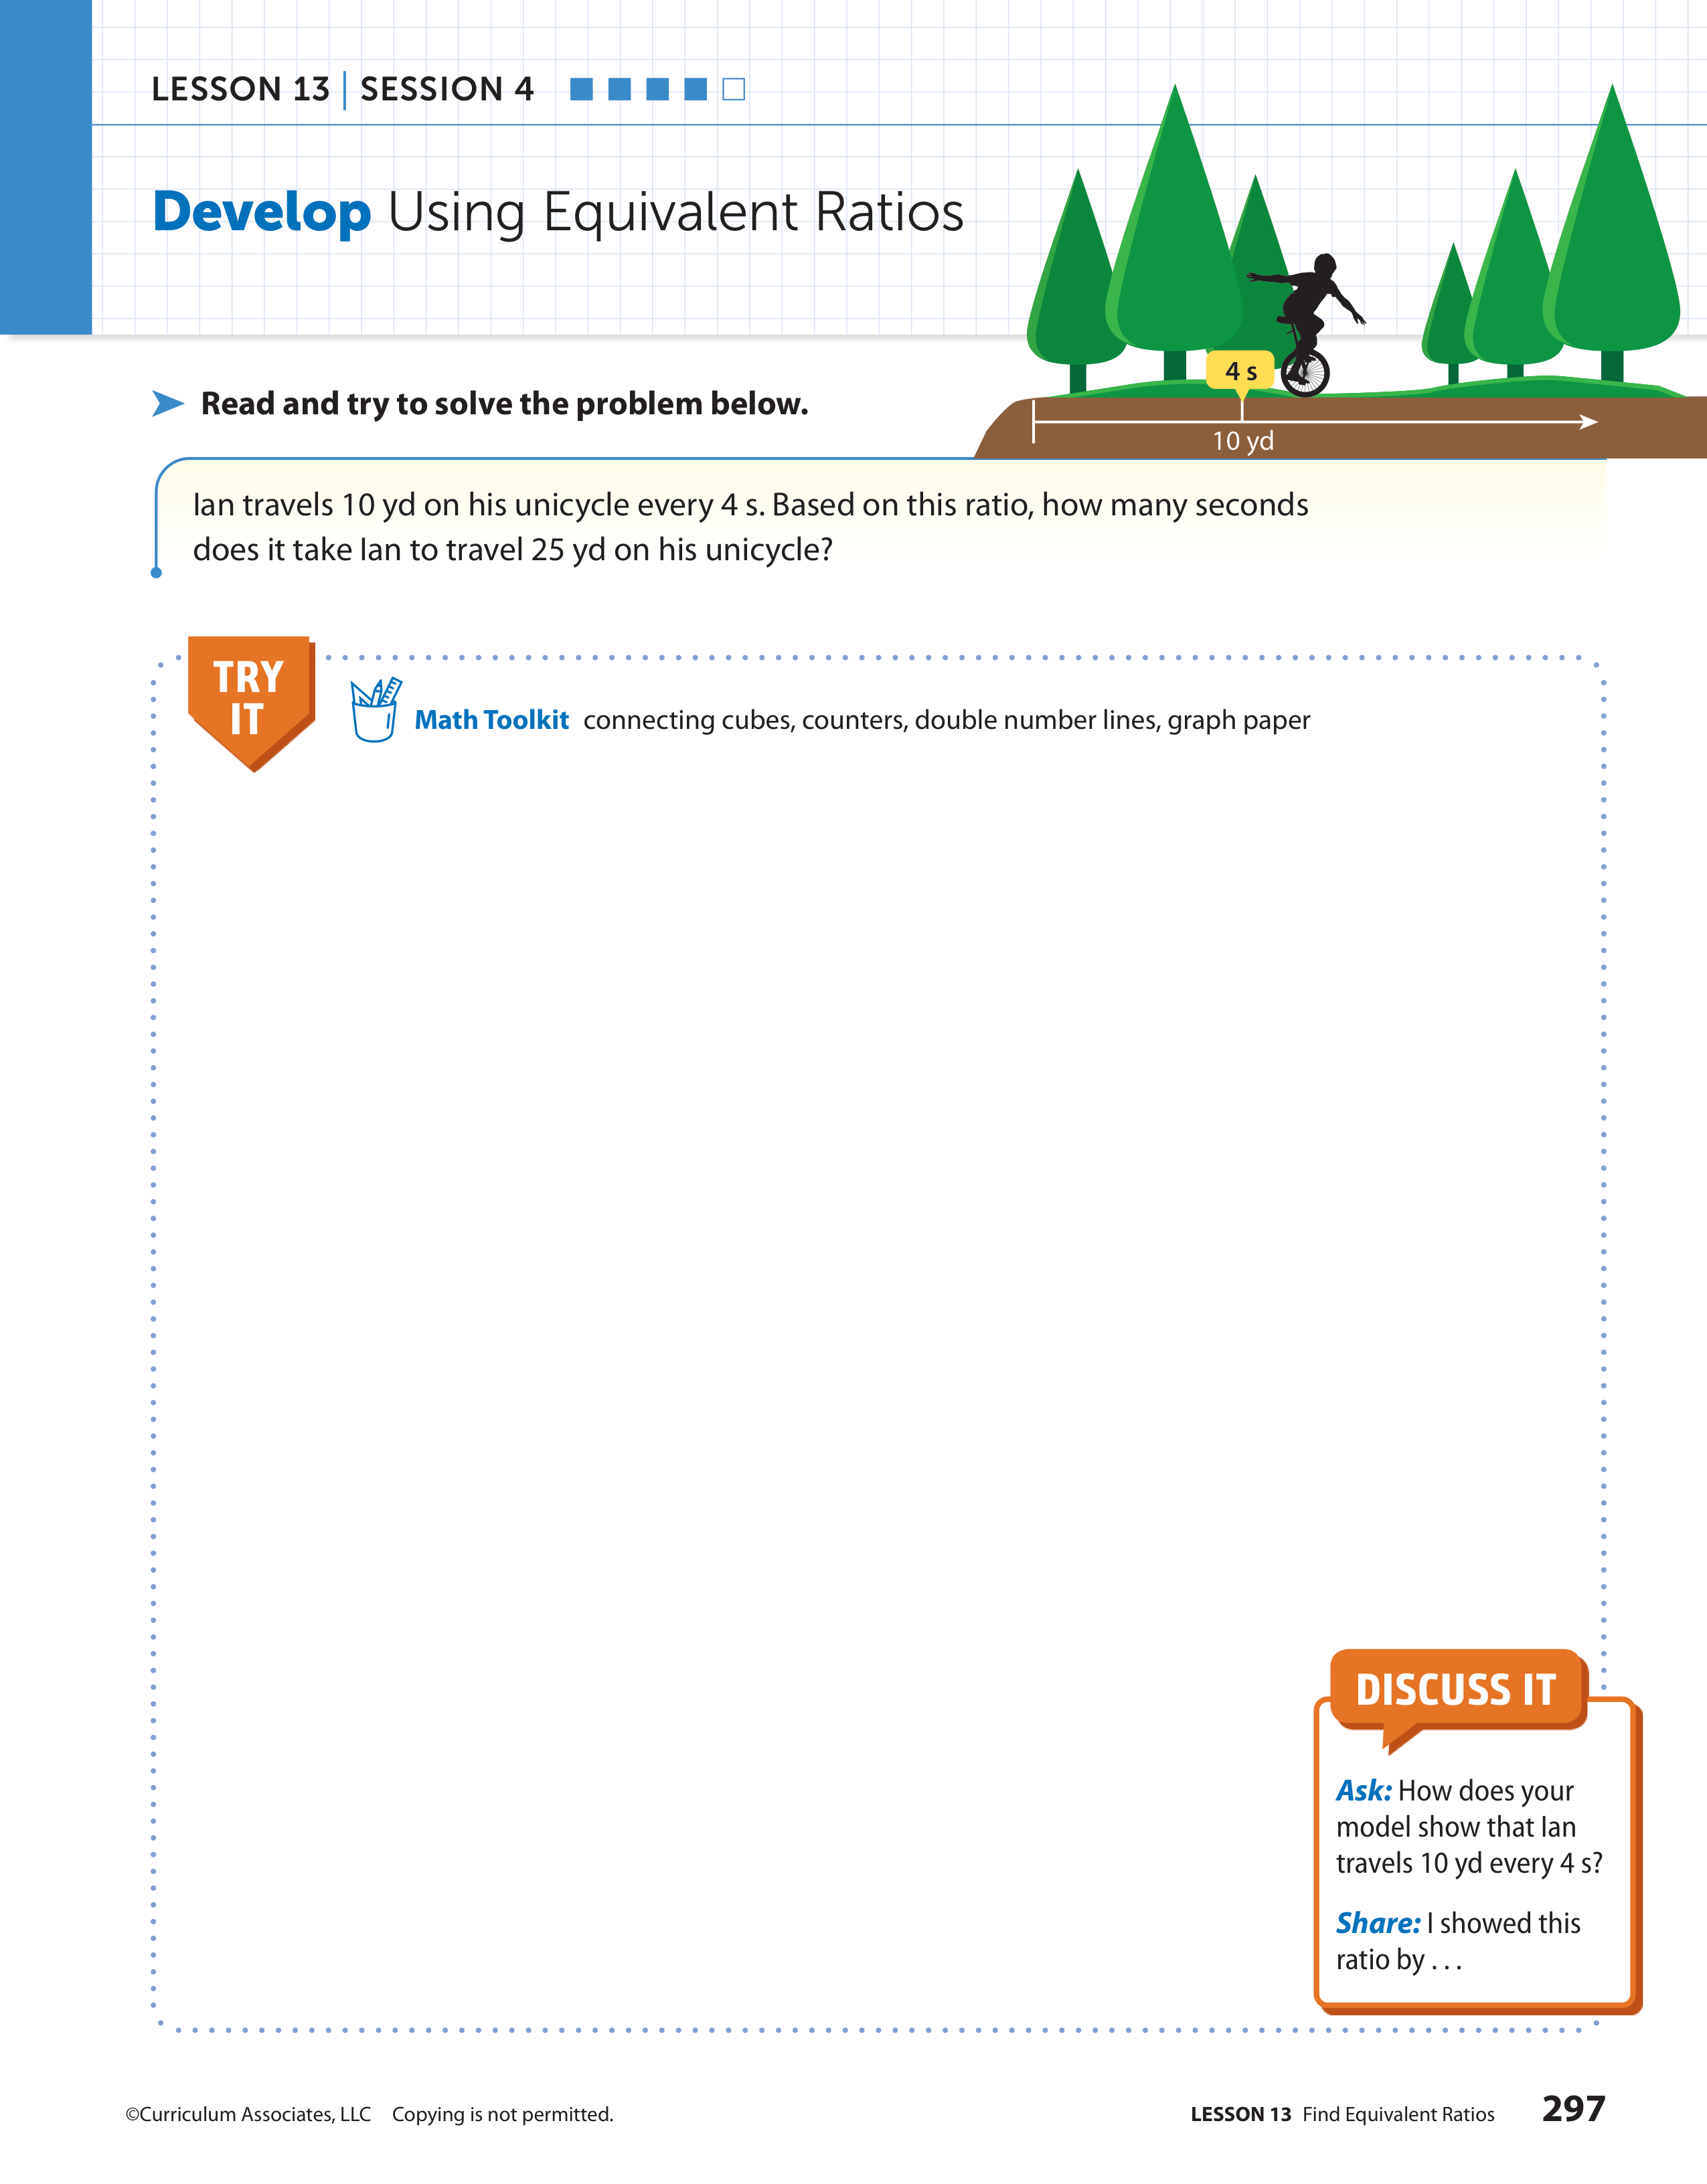 LESSON 13 | SESSION 4
Develop Using Equivalent Ratios
4 s
10 yd
Read and try to solve the problem below.
Ian travels 10 yd on his unicycle every 4 s. Based on this ratio, how many seconds
does it take Ian to travel 25 yd on his unicycle?
TRY
IT
Math Toolkit connecting cubes, counters, double number lines, graph paper
DISCUSS IT
Ask: How does your
model show that Ian
travels 10 yd every 4 s?
Share: I showed this
ratio by . . .
©Curriculum Associates, LLC Copying is not permitted.
LESSON 13 Find Equivalent Ratios 297